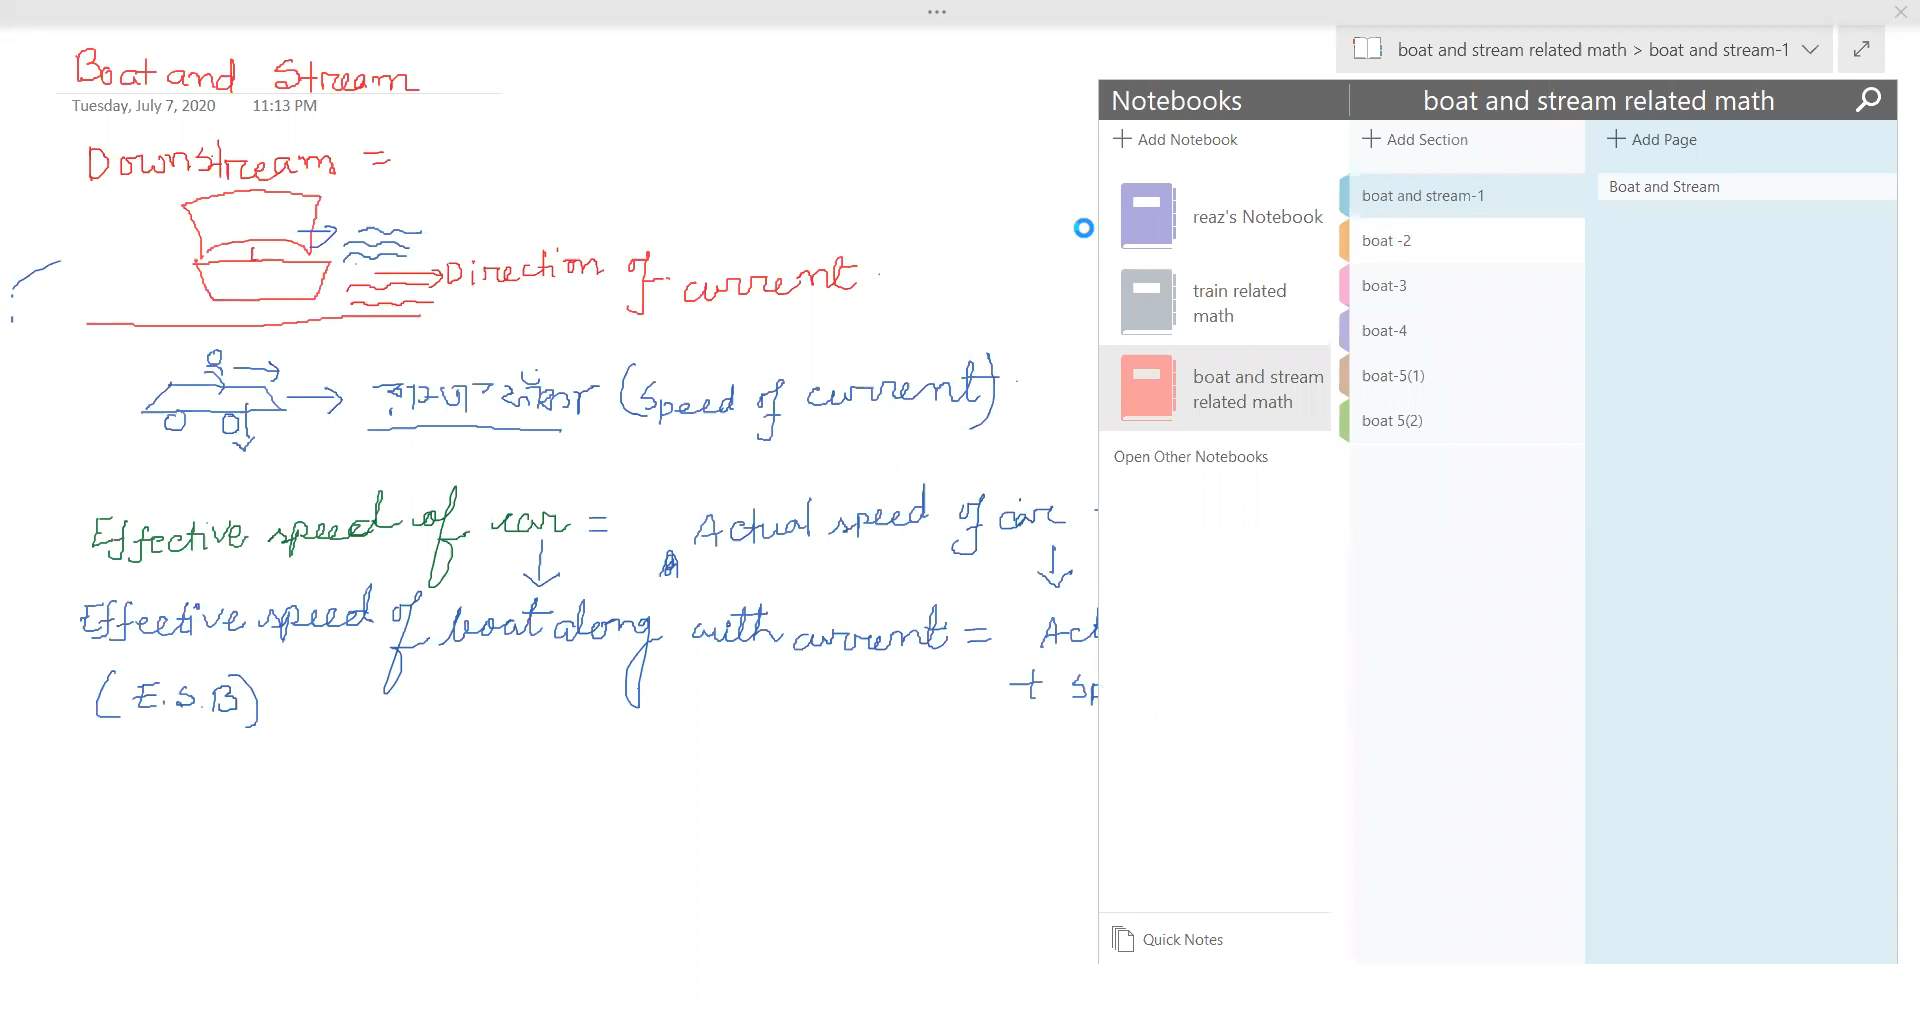 boat and stream related math > boat and stream-1
Boat and Stream
Tuesday, July 7, 2020 11:13 PM
Downstream =
Direction of current
(Speed of current)
Effective speed of car = Actual speed of car
Effective speed of boat along with current = Act
+ sp
(E.S.B)
Notebooks
boat and stream related math
Add Notebook
reaz's Notebook
train related
math
boat and stream
related math
Open Other Notebooks
Quick Notes
Add Section
boat and stream-1
boat -2
boat-3
boat-4
boat-5(1)
boat 5(2)
Add Page
Boat and Stream